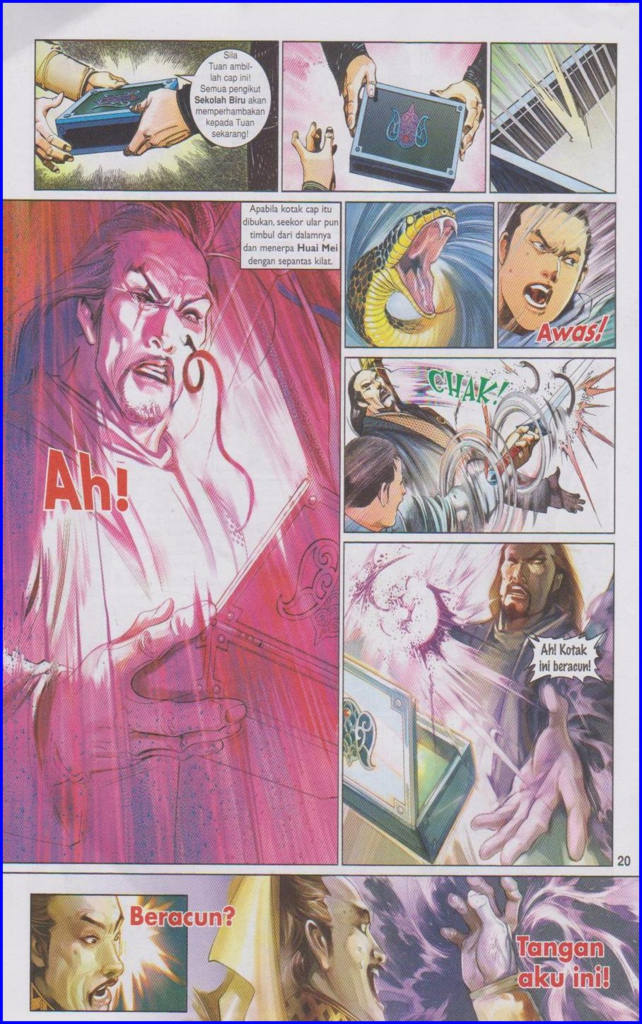 Sila
Tuan ambil-
lah cap ini!
Semua pengikut
Sekolah Biru akan
memperhambakan
kepada Tuan
sekarang!
Apabila kotak cap itu
dibukan, seekor ular pun
timbul dari dalamnya
dan menerpa Huai Mei
dengan sepantas kilat.
Ah!
Awas!
CHAK!
Ah! Kotak
ini beracun!
20
Beracun?
Tangan
aku ini!